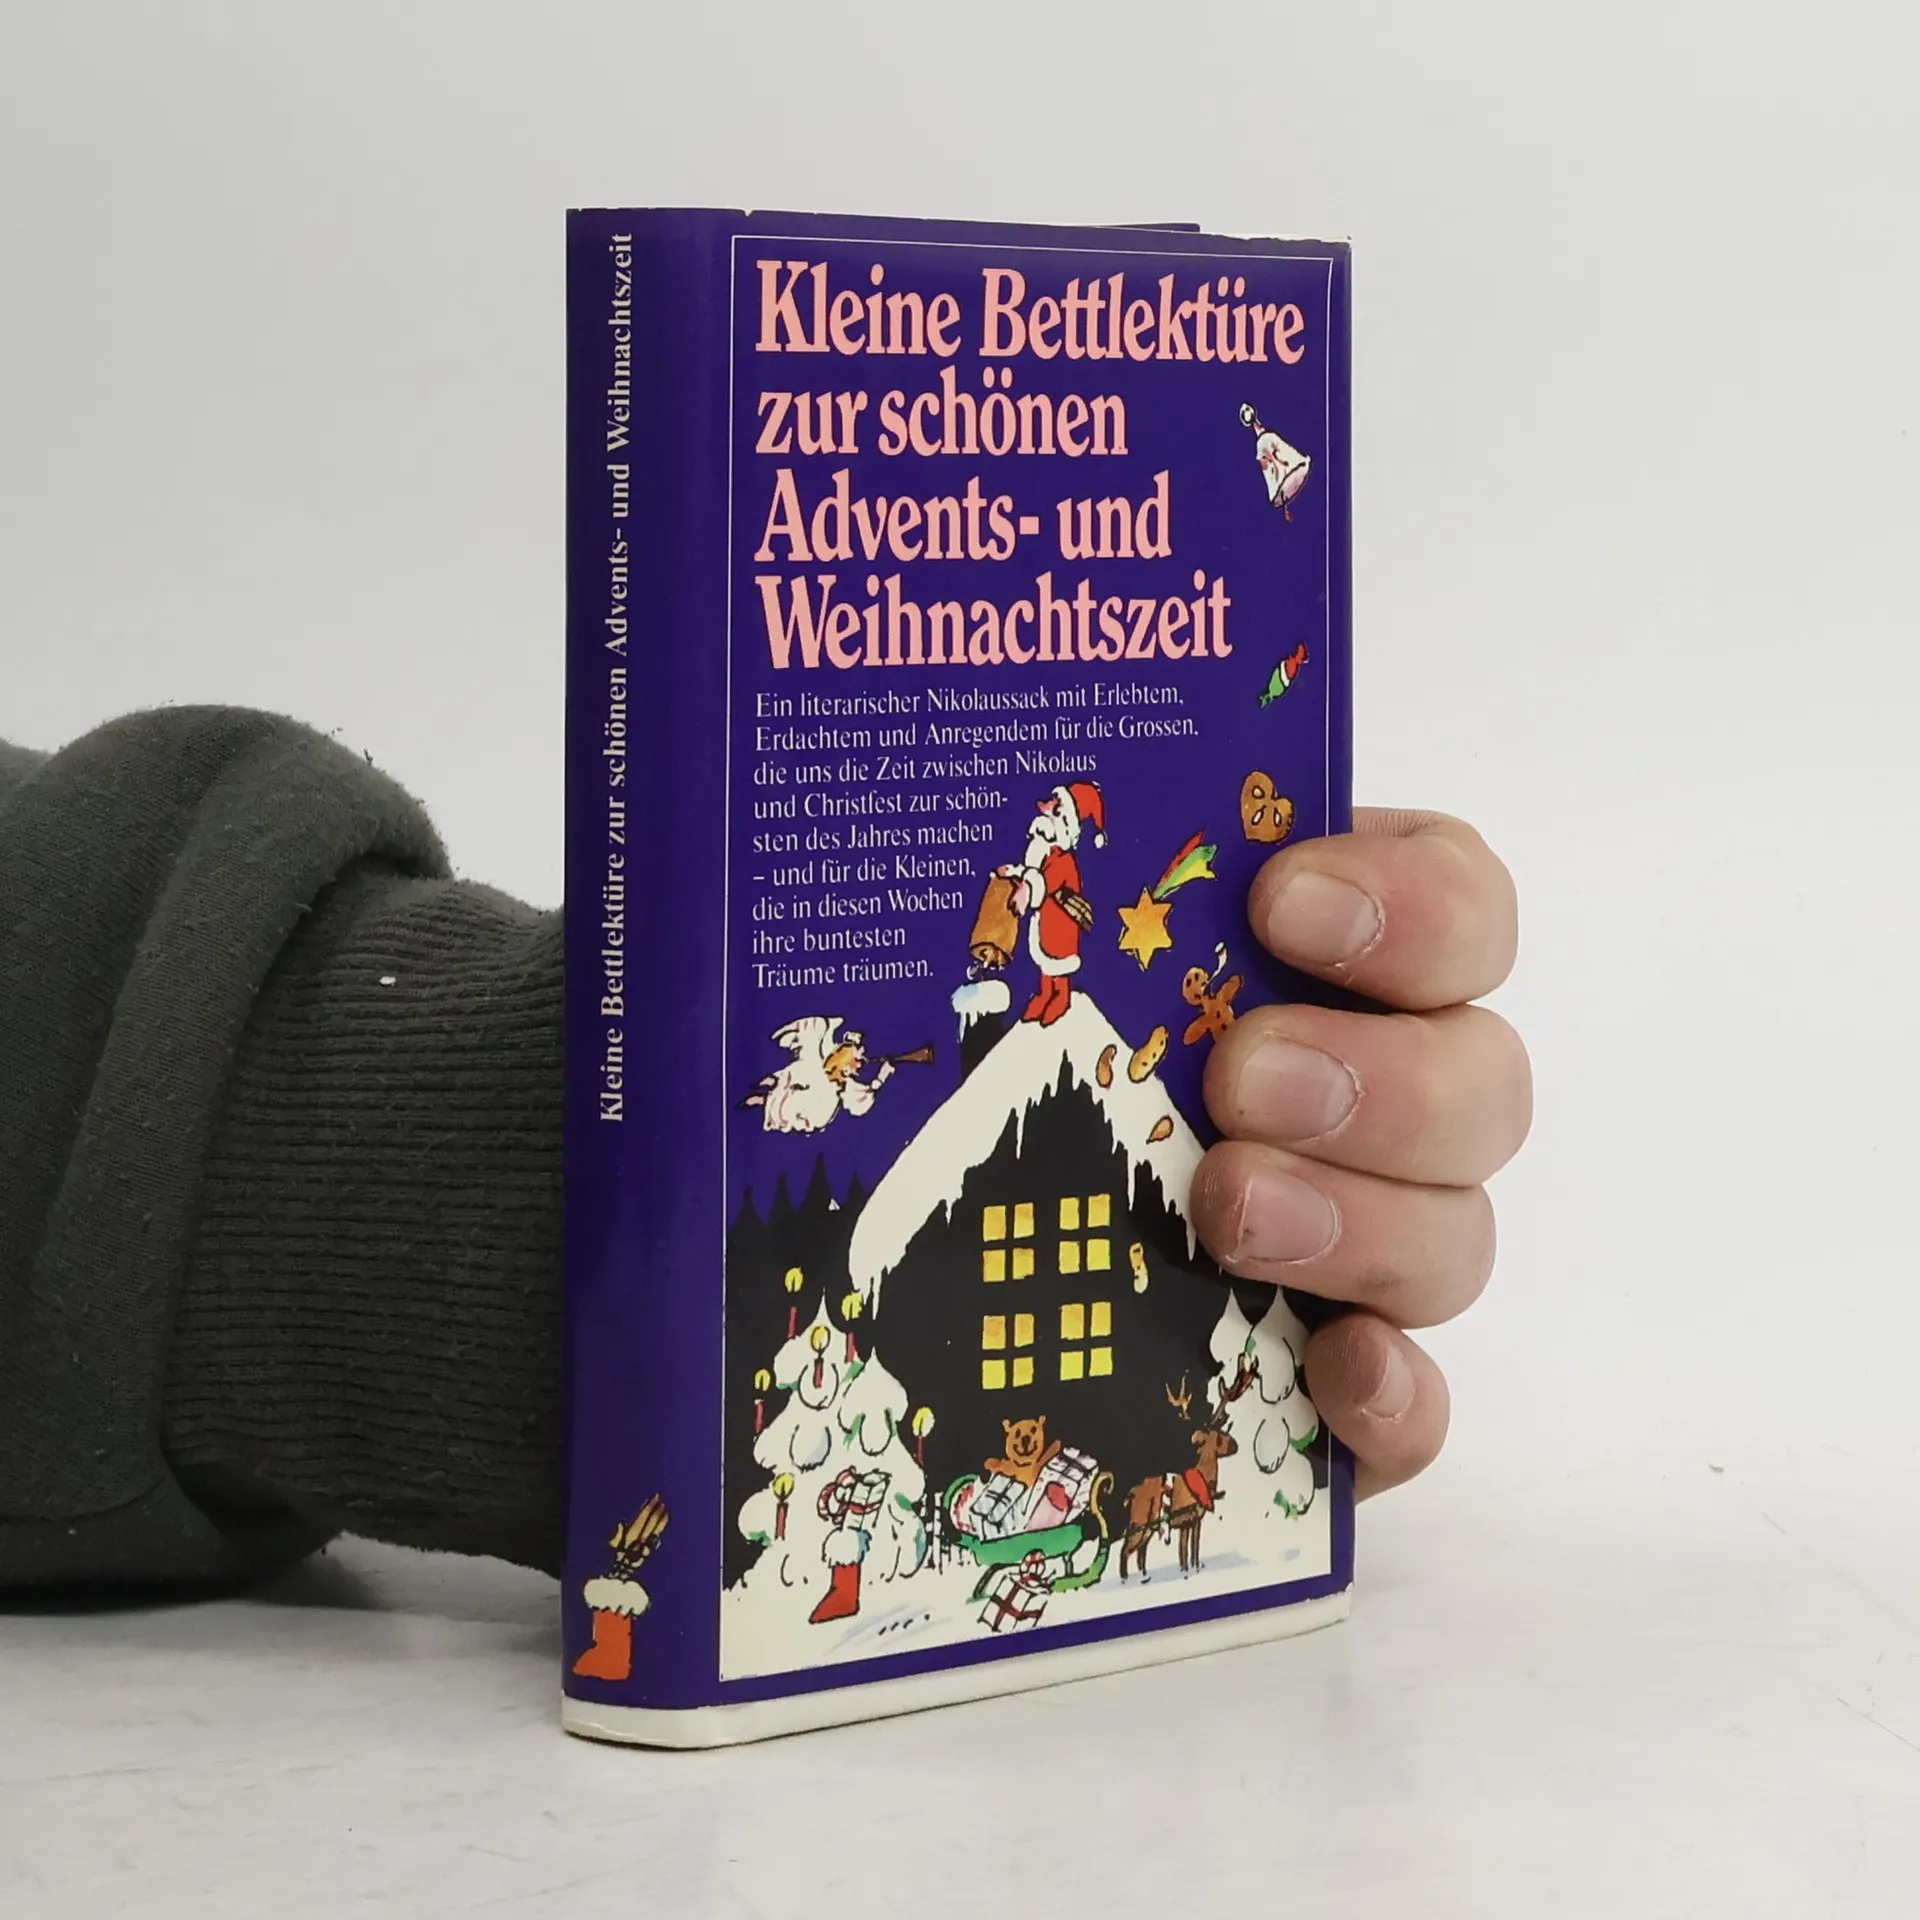 Kleine Bettlektüre zur schönen Advents- und Weihnachtszeit
Kleine Bettlektüre
zur schönen
Advents- und
Weihnachtszeit
Ein literarischer Nikolaussack mit Erlebtem,
Erdachtem und Anregendem für die Grossen,
die uns die Zeit zwischen Nikolaus
und Christfest zur schön-
sten des Jahres machen
– und für die Kleinen,
die in diesen Wochen
ihre buntesten
Träume träumen.